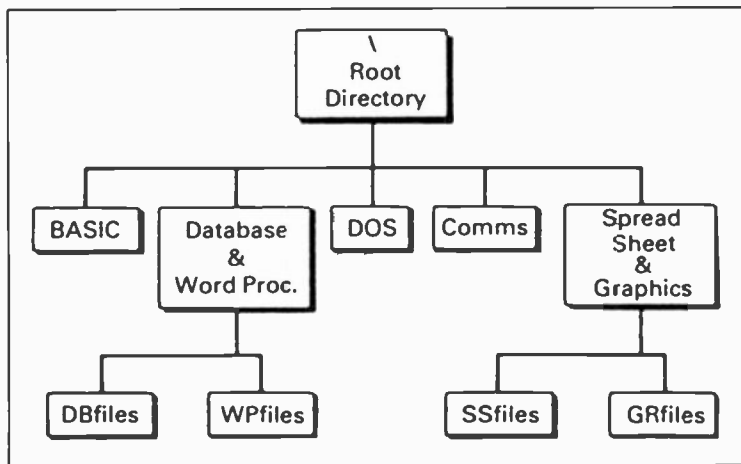 \
Root
Directory
BASIC
Database
&
Word Proc.
DOS
Comms
Spread
Sheet
&
Graphics
DBfiles
WPfiles
SSfiles
GRfiles